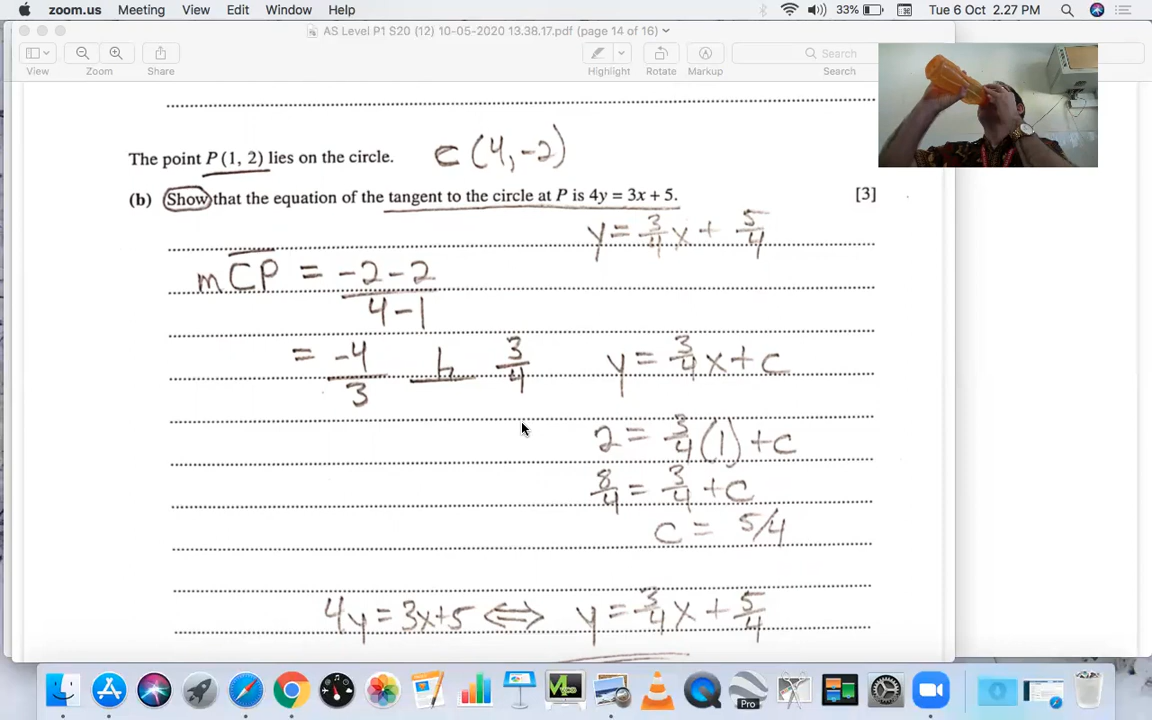 zoom.us Meeting View Edit Window Help 33% Tue 6 Oct 2.27 PM
AS Level P1 S20 (12) 10-05-2020 13.38.17.pdf (page 14 of 16)
View Zoom Share Highlight Rotate Markup Search
Search
The point P (1, 2) lies on the circle. C (4, -2)
(b) Show that the equation of the tangent to the circle at P is 4y = 3x + 5. [3]
y = 3/4 x + 5/4
mCP = -2-2 / 4-1
= -4/3 ⊥ 3/4 y = 3/4 x + c
2 = 3/4 (1) + c
8/4 = 3/4 + c
c = 5/4
4y = 3x+5 ⇔ y = 3/4 x + 5/4
Pro